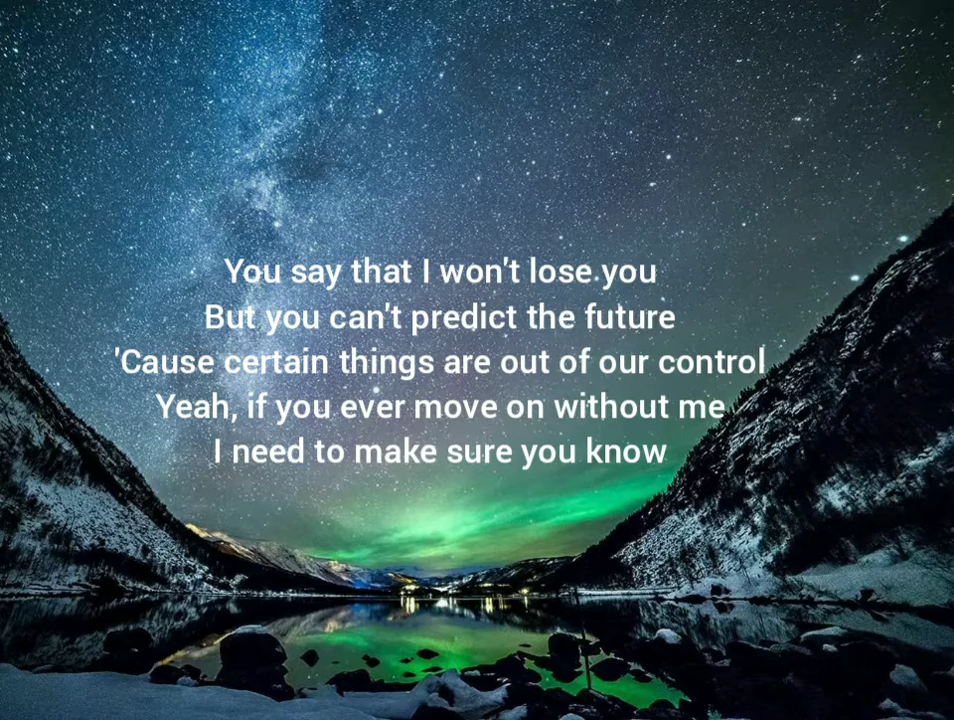 You say that I won't lose you
But you can't predict the future
'Cause certain things are out of our control
Yeah, if you ever move on without me
I need to make sure you know